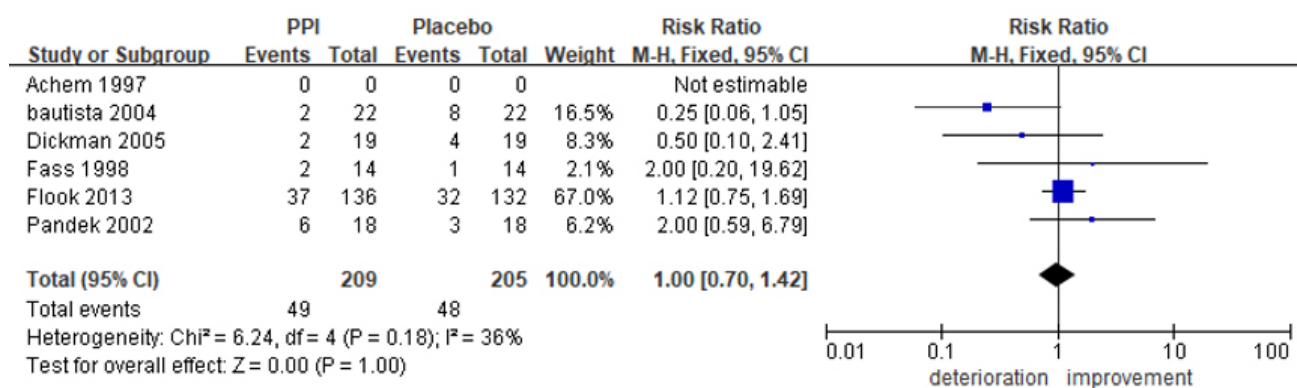 PPI Placebo Risk Ratio Risk Ratio
Study or Subgroup Events Total Events Total Weight M-H, Fixed, 95% CI M-H, Fixed, 95% CI
Achem 1997 0 0 0 0 Not estimable
bautista 2004 2 22 8 22 16.5% 0.25 [0.06, 1.05]
Dickman 2005 2 19 4 19 8.3% 0.50 [0.10, 2.41]
Fass 1998 2 14 1 14 2.1% 2.00 [0.20, 19.62]
Flook 2013 37 136 32 132 67.0% 1.12 [0.75, 1.69]
Pandek 2002 6 18 3 18 6.2% 2.00 [0.59, 6.79]
Total (95% CI) 209 205 100.0% 1.00 [0.70, 1.42]
Total events 49 48
Heterogeneity: Chi² = 6.24, df = 4 (P = 0.18); I² = 36%
Test for overall effect: Z = 0.00 (P = 1.00)
0.01 0.1 1 10 100
deterioration improvement